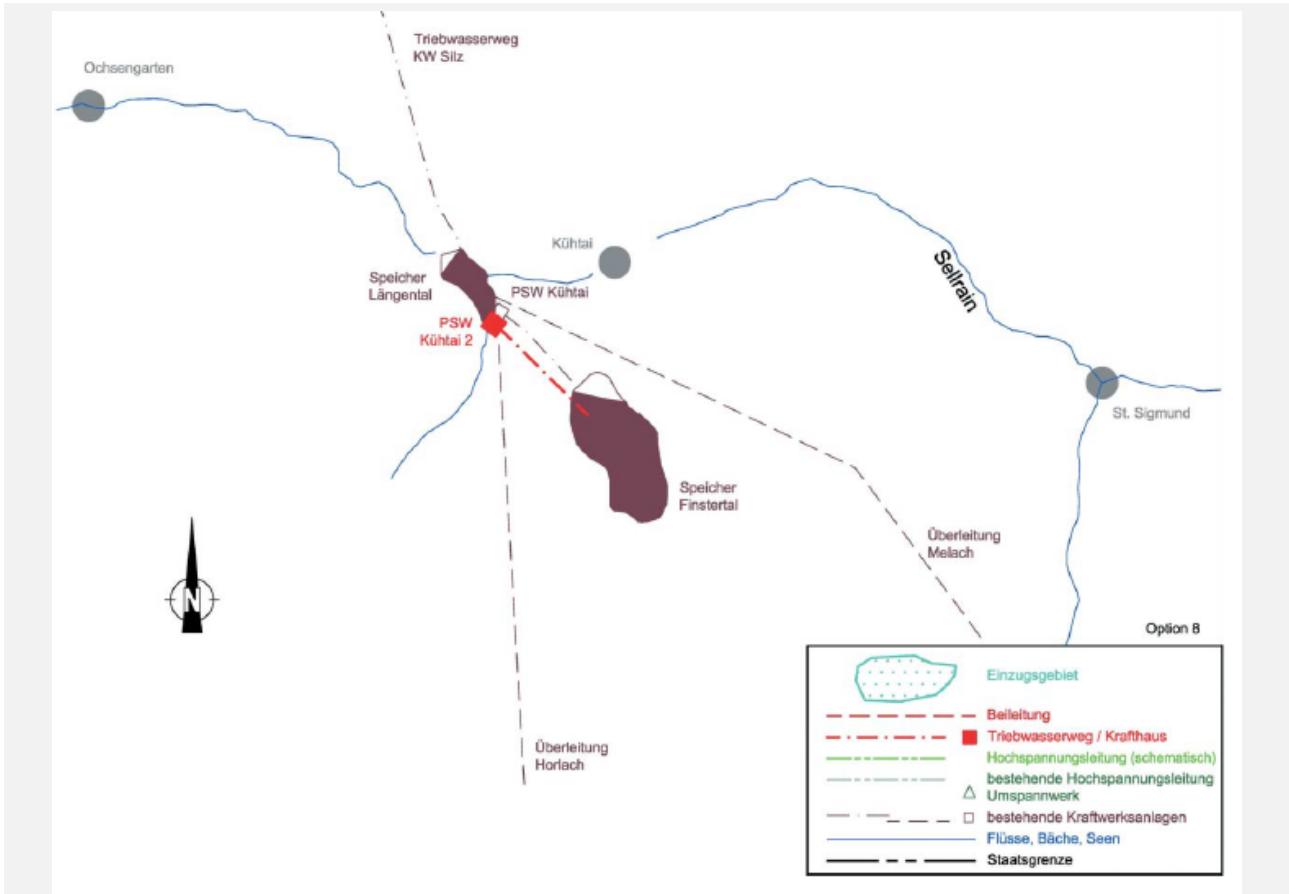 Triebwasserweg
KW Silz
Ochsengarten
Kühtai
Sellrain
Speicher
Längental
PSW Kühtai
PSW
Kühtai 2
St. Sigmund
Speicher
Finstertal
Überleitung
Melach
N
Option 8
Überleitung
Horlach
Einzugsgebiet
Beileitung
Triebwasserweg / Krafthaus
Hochspannungsleitung (schematisch)
bestehende Hochspannungsleitung
Umspannwerk
bestehende Kraftwerksanlagen
Flüsse, Bäche, Seen
Staatsgrenze